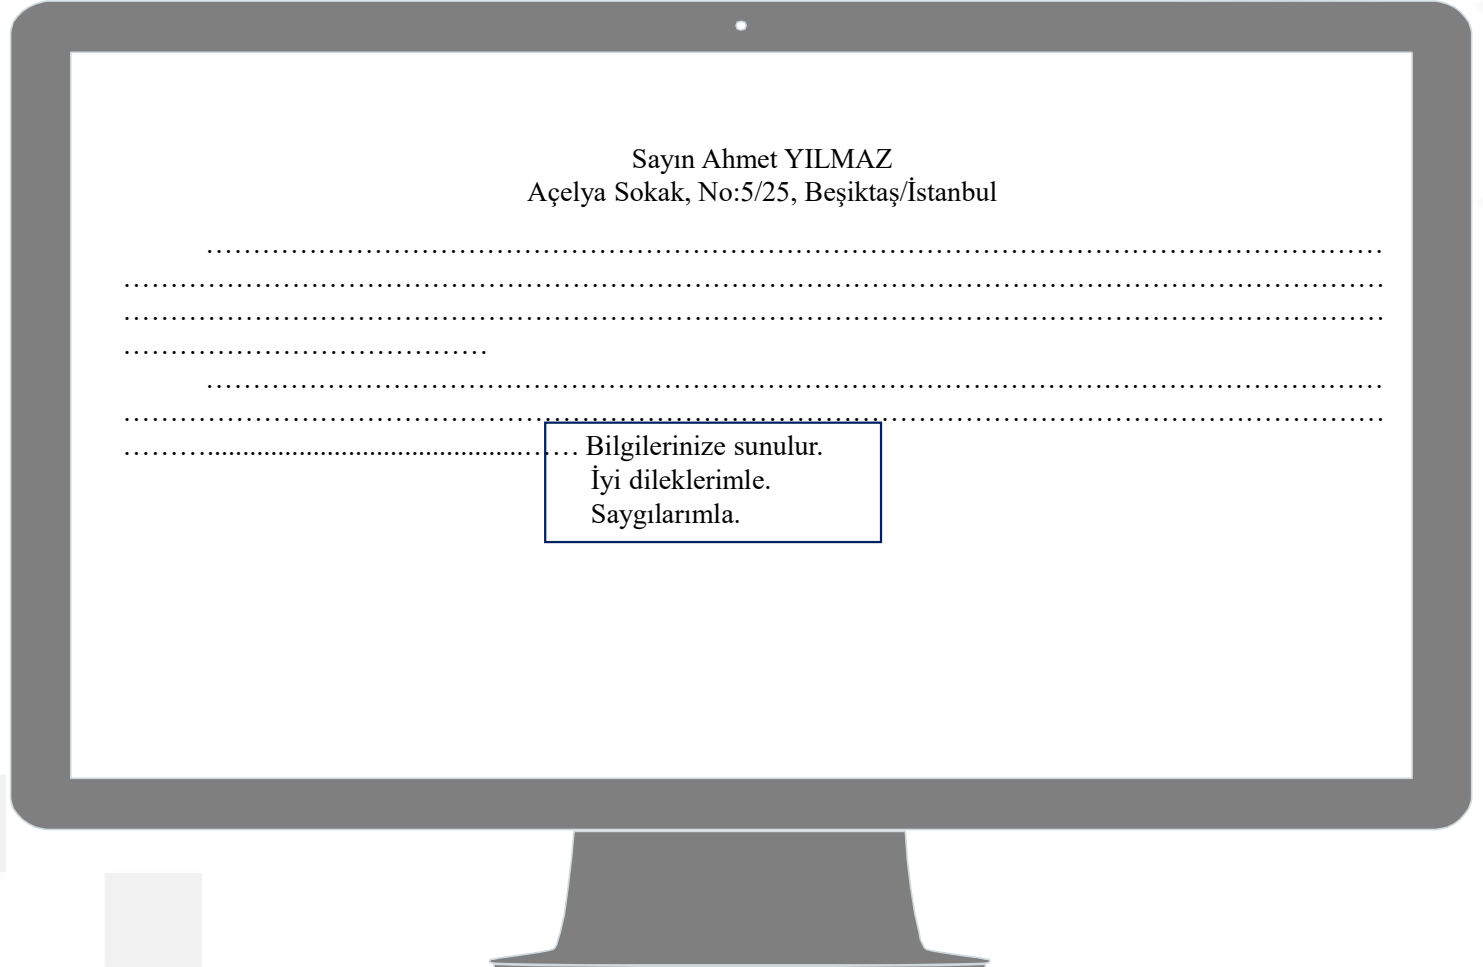 Sayın Ahmet YILMAZ
Açelya Sokak, No:5/25, Beşiktaş/İstanbul
……………………………………………………………………………………………………………
……………………………………………………………………………………………………………………
……………………………………………………………………………………………………………………
…………………………………
……………………………………………………………………………………………………………
……………………………………………………………………………………………………………………
………............................................…… Bilgilerinize sunulur.
İyi dileklerimle.
Saygılarımla.